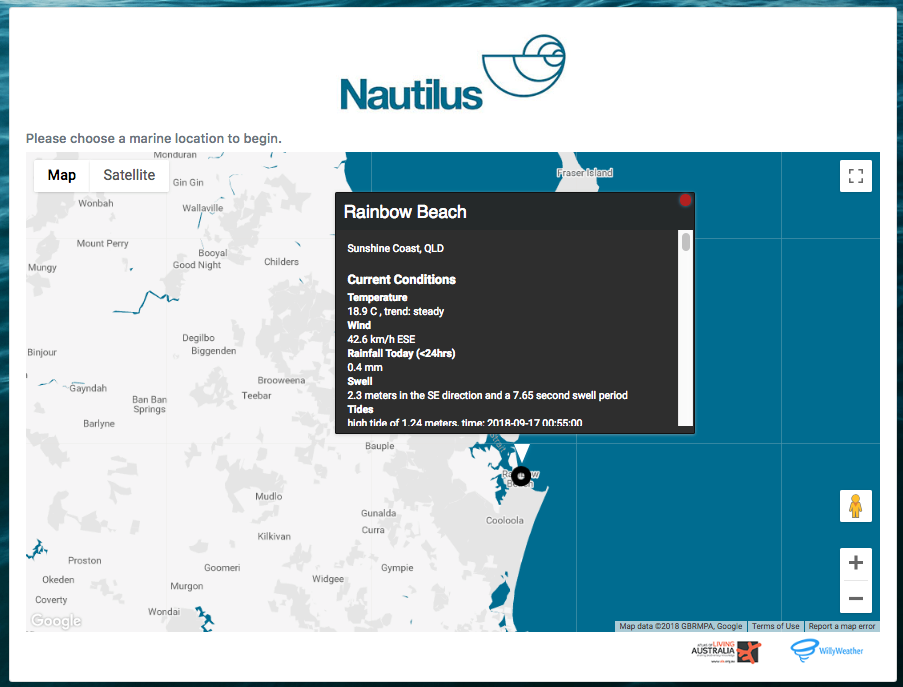 Nautilus
Please choose a marine location to begin.
Map
Satellite
Monduran
Fraser Island
Gin Gin
Wonbah
Wallaville
Mount Perry
Booyal
Good Night
Childers
Mungy
Rainbow Beach
Sunshine Coast, QLD
Current Conditions
Temperature
18.9 C , trend: steady
Wind
42.6 km/h ESE
Rainfall Today (<24hrs)
0.4 mm
Swell
2.3 meters in the SE direction and a 7.65 second swell period
Tides
high tide of 1.24 meters, time: 2018-09-17 00:55:00
Degilbo
Biggenden
Binjour
Gayndah
Brooweena
Teebar
Ban Ban
Springs
Barlyne
Bauple
Mudlo
Gunalda
Curra
Cooloola
Kilkivan
Proston
Goomeri
Gympie
Okeden
Murgon
Widgee
Coverty
Wondai
Google
Map data ©2018 GBRMPA, Google
Terms of Use
Report a map error
LIVING
AUSTRALIA
WillyWeather